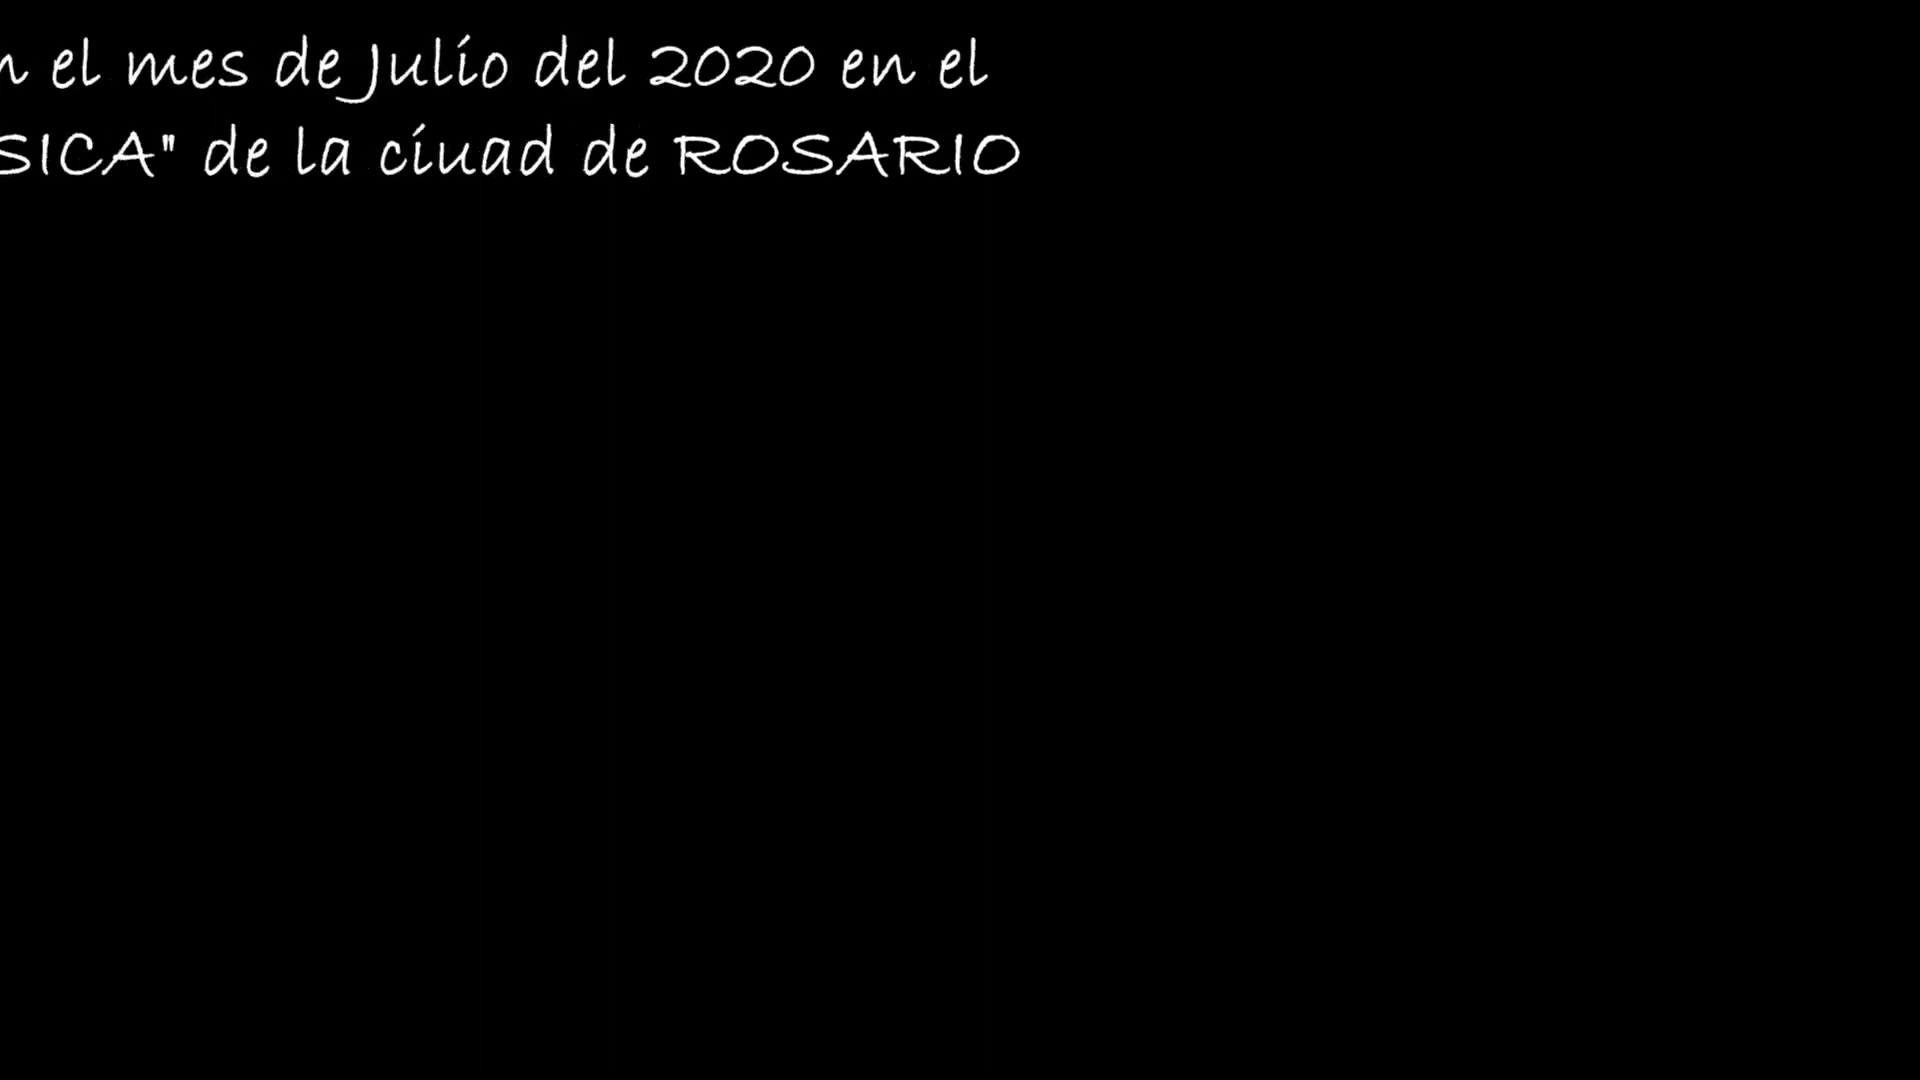 n el mes de Julio del 2020 en el
SICA" de la ciuad de ROSARIO